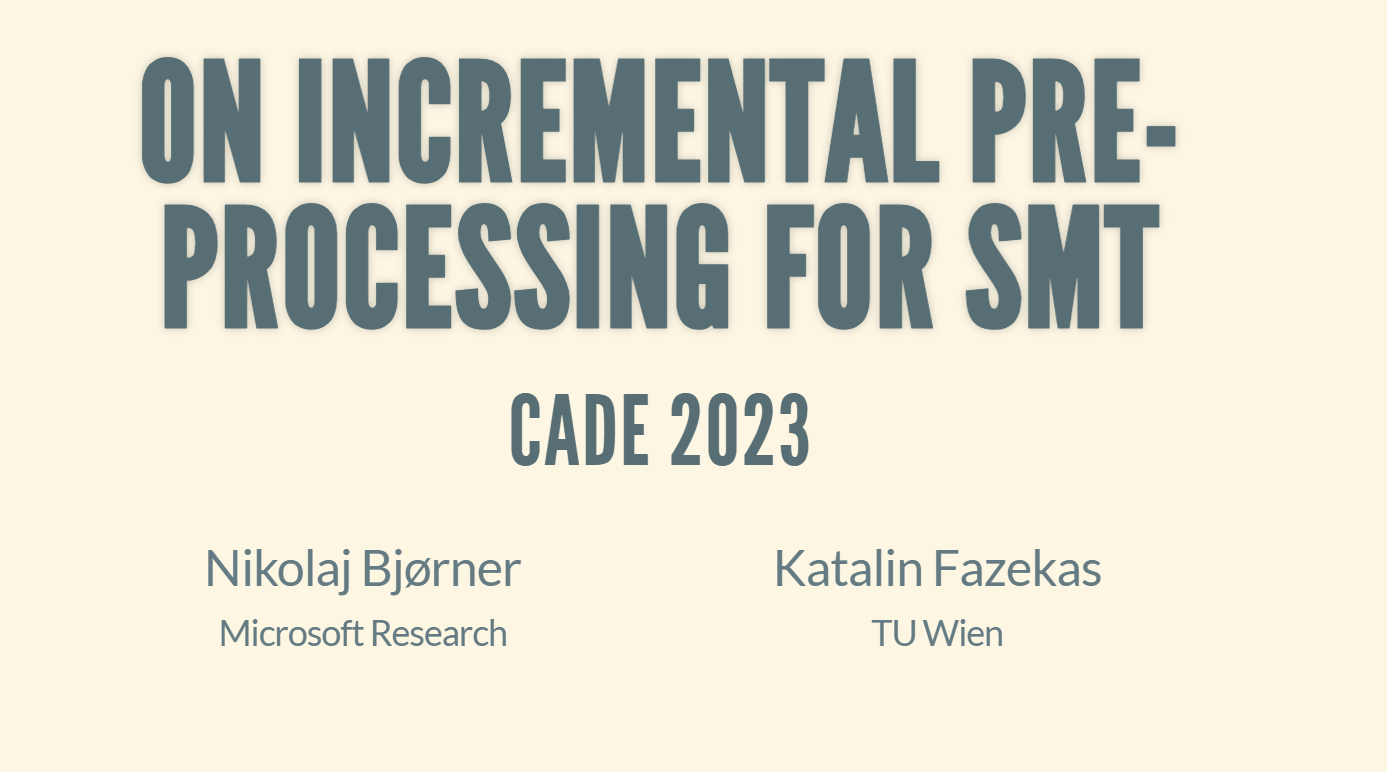 ON INCREMENTAL PRE-
PROCESSING FOR SMT
CADE 2023
Nikolaj Bjørner
Katalin Fazekas
Microsoft Research
TU Wien